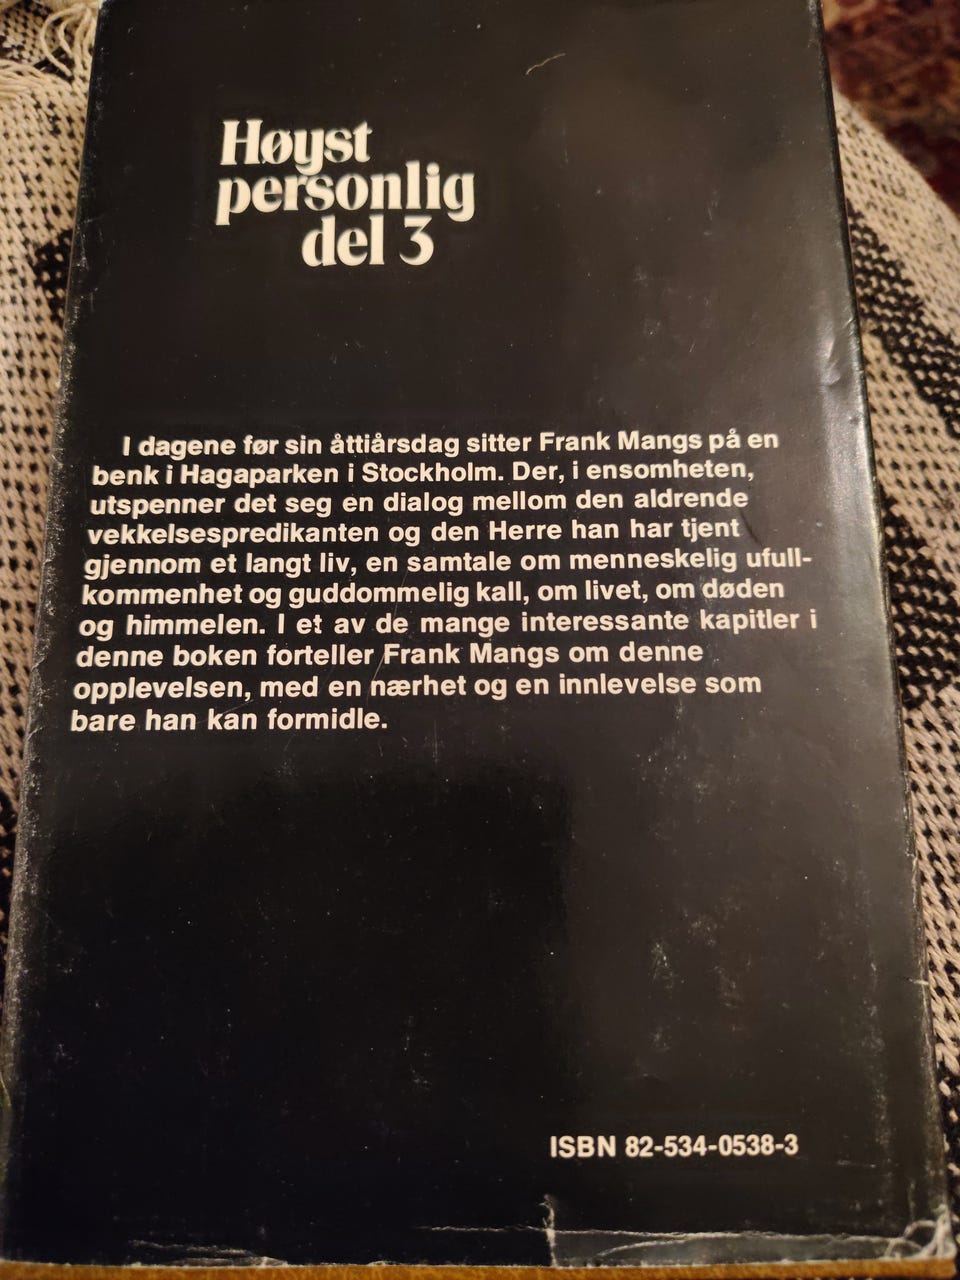 Høyst
personlig
del 3
I dagene før sin åttiårsdag sitter Frank Mangs på en
benk i Hagaparken i Stockholm. Der, i ensomheten,
utspenner det seg en dialog mellom den aldrende
vekkelsespredikanten og den Herre han har tjent
gjennom et langt liv, en samtale om menneskelig ufull-
kommenhet og guddommelig kall, om livet, om døden
og himmelen. I et av de mange interessante kapitler i
denne boken forteller Frank Mangs om denne
opplevelsen, med en nærhet og en innlevelse som
bare han kan formidle.
ISBN 82-534-0538-3